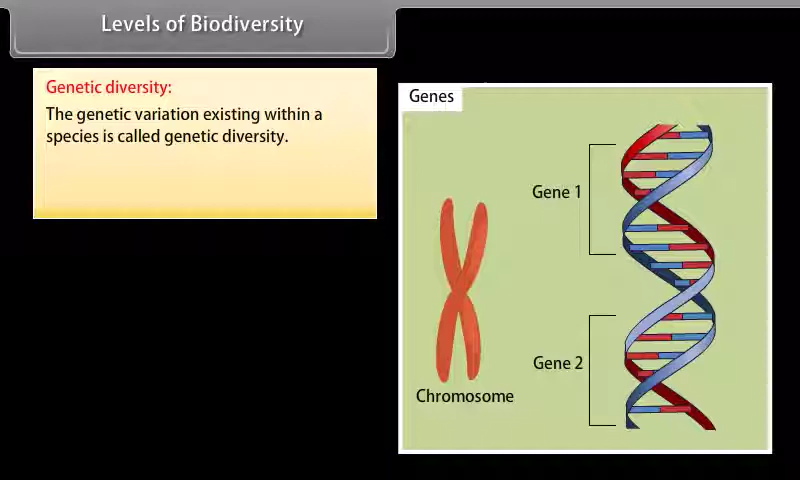 Levels of Biodiversity
Genetic diversity:
The genetic variation existing within a
species is called genetic diversity.
Genes
Gene 1
Gene 2
Chromosome